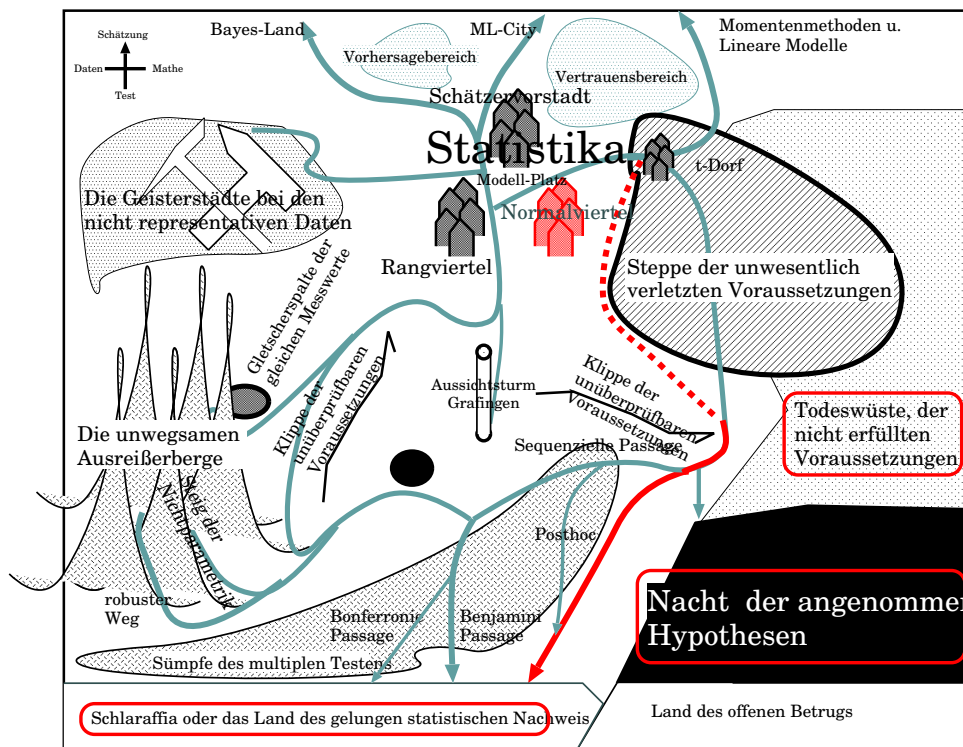 Schätzung
Daten
Mathe
Test
Bayes-Land
ML-City
Momentenmethoden u.
Lineare Modelle
Vorhersagebereich
Vertrauensbereich
Schätzervorstadt
Statistika
t-Dorf
Modell-Platz
Normalviertel
Rangviertel
Die Geisterstädte bei den
nicht representativen Daten
Steppe der unwesentlich
verletzten Voraussetzungen
Gletscherspalte der
gleichen Messwerte
Klippe der
unüberprüfbaren
Voraussetzungen
Aussichtsturm
Grafingen
Klippe der
unüberprüfbaren
Voraussetzungen
Todeswüste, der
nicht erfüllten
Voraussetzungen
Die unwegsamen
Ausreißerberge
Sequenzielle Passage
Steig der
Nichtparametrik
Posthoc
robuster
Weg
Bonferronie
Passage
Benjamini
Passage
Nacht der angenommen
Hypothesen
Sümpfe des multiplen Testens
Schlaraffia oder das Land des gelungen statistischen Nachweis
Land des offenen Betrugs